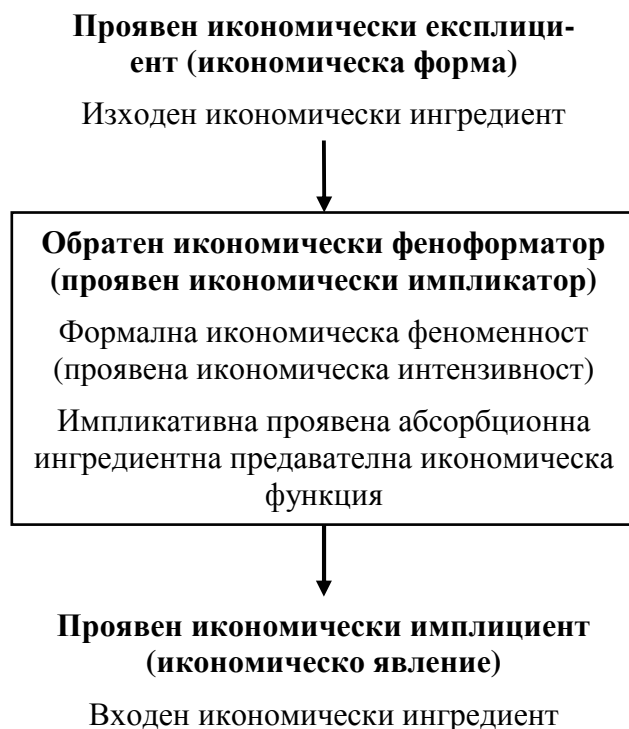 Проявен икономически експлици-
ент (икономическа форма)
Изходен икономически ингредиент
Обратен икономически феноформатор
(проявен икономически импликатор)
Формална икономическа феноменност
(проявена икономическа интензивност)
Импликативна проявена абсорбционна
ингредиентна предавателна икономическа
функция
Проявен икономически имплициент
(икономическо явление)
Входен икономически ингредиент